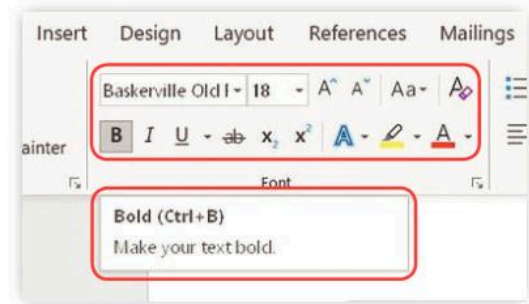 Insert Design Layout References Mailings
Baskerville Old F 18 A A Aa A
ainter B I U ab x₂ x² A A
Font
Bold (Ctrl+B)
Make your text bold.